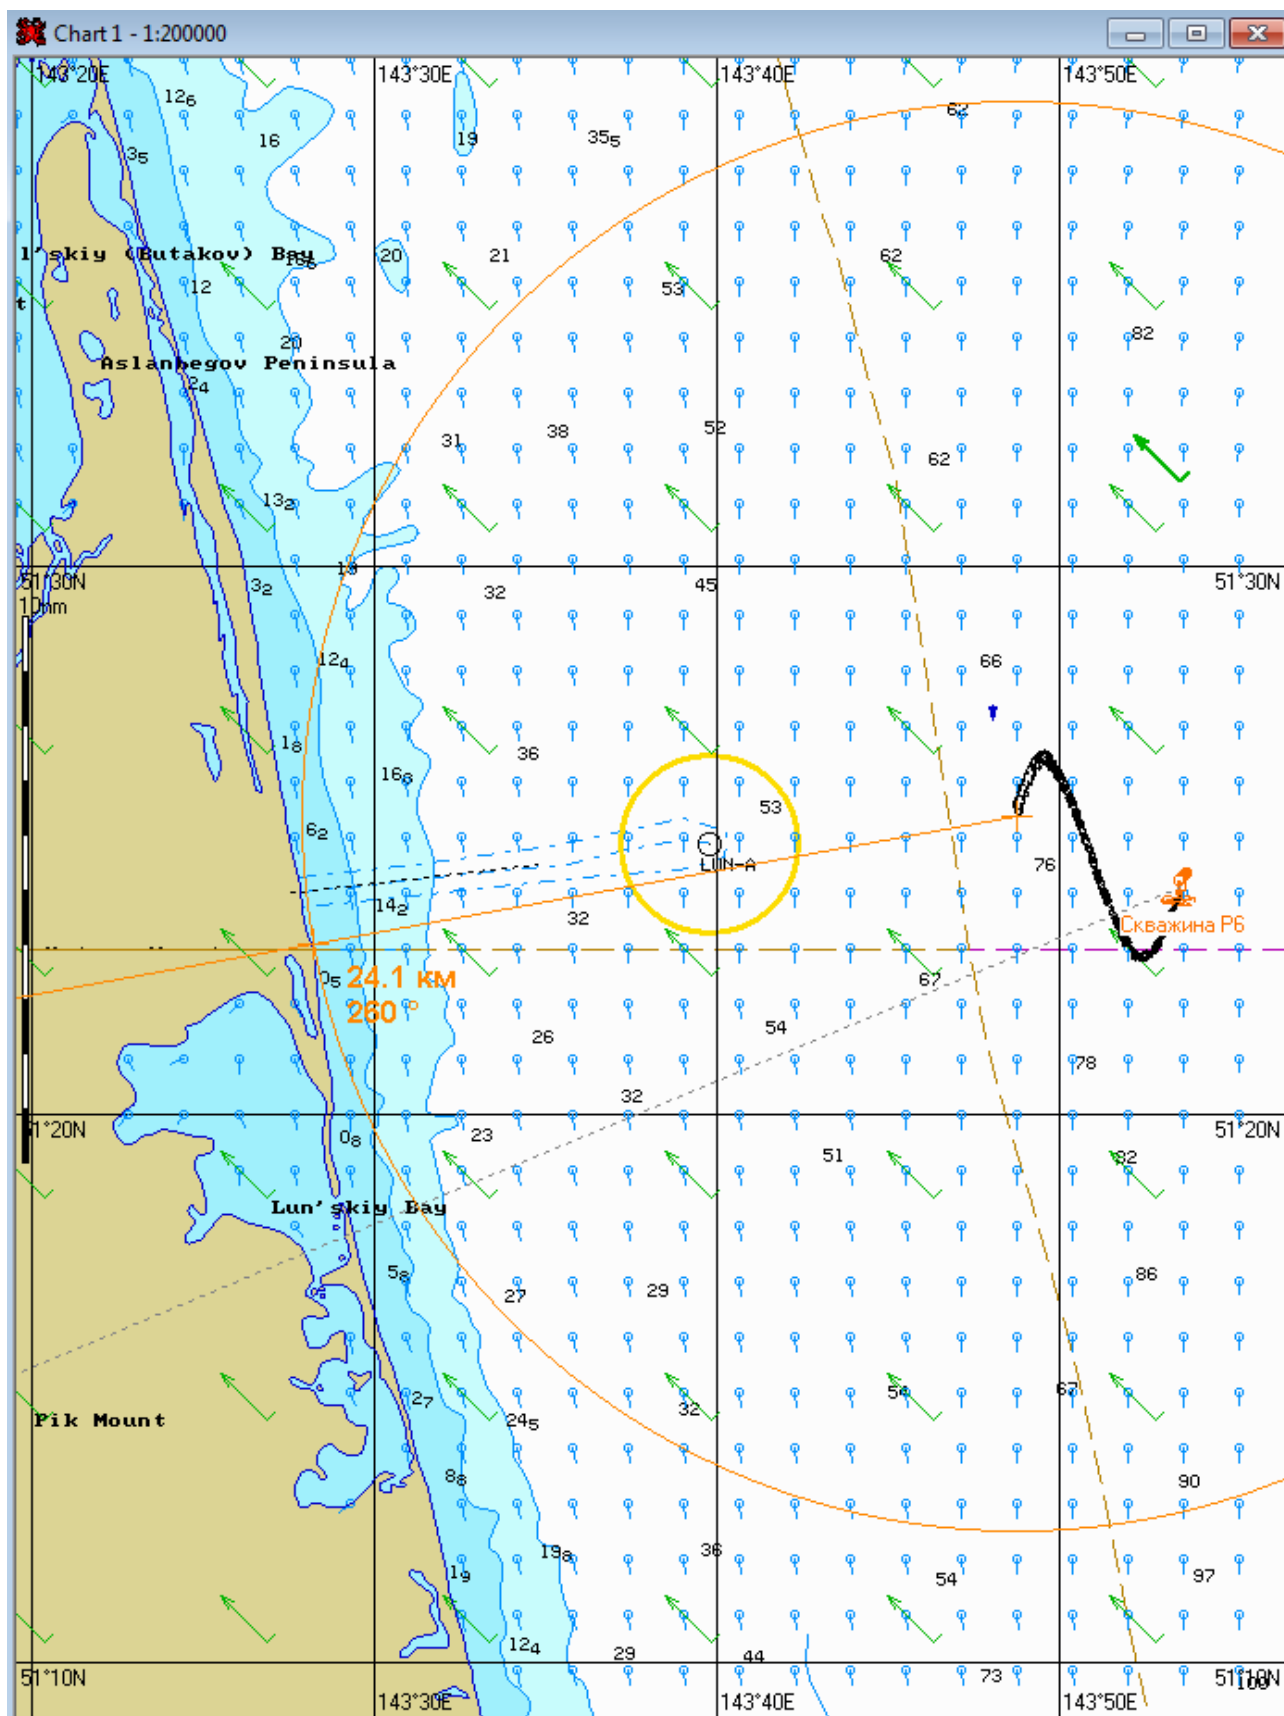 Chart 1 - 1:200000
143°20E 143°30E 143°40E 143°50E
12₆
62
16 19 35₅
3₅
l'skiy (Butakov) Bay 20 21 62
12 53
t
82
20
Aslanbegov Peninsula
2₄
31 38 52
62
13₂
19
51°30N 3₂ 32 45 51°30N
10nm
12₄ 66
1₈ 36
16₈
53
6₂
LUN-A 76
14₂ 32
Скважина P6
0₅ 24.1 км 67
260 °
54
26
78
32
51°20N 0₈ 23 51°20N
51 82
Lun'skiy Bay
5₈ 86
27 29
54 67
2₇ 32
Pik Mount 24₅
8₈ 90
19₈ 36
1₉ 54 97
12₄ 29 44
51°10N 73 51°10N
100
143°30E 143°40E 143°50E